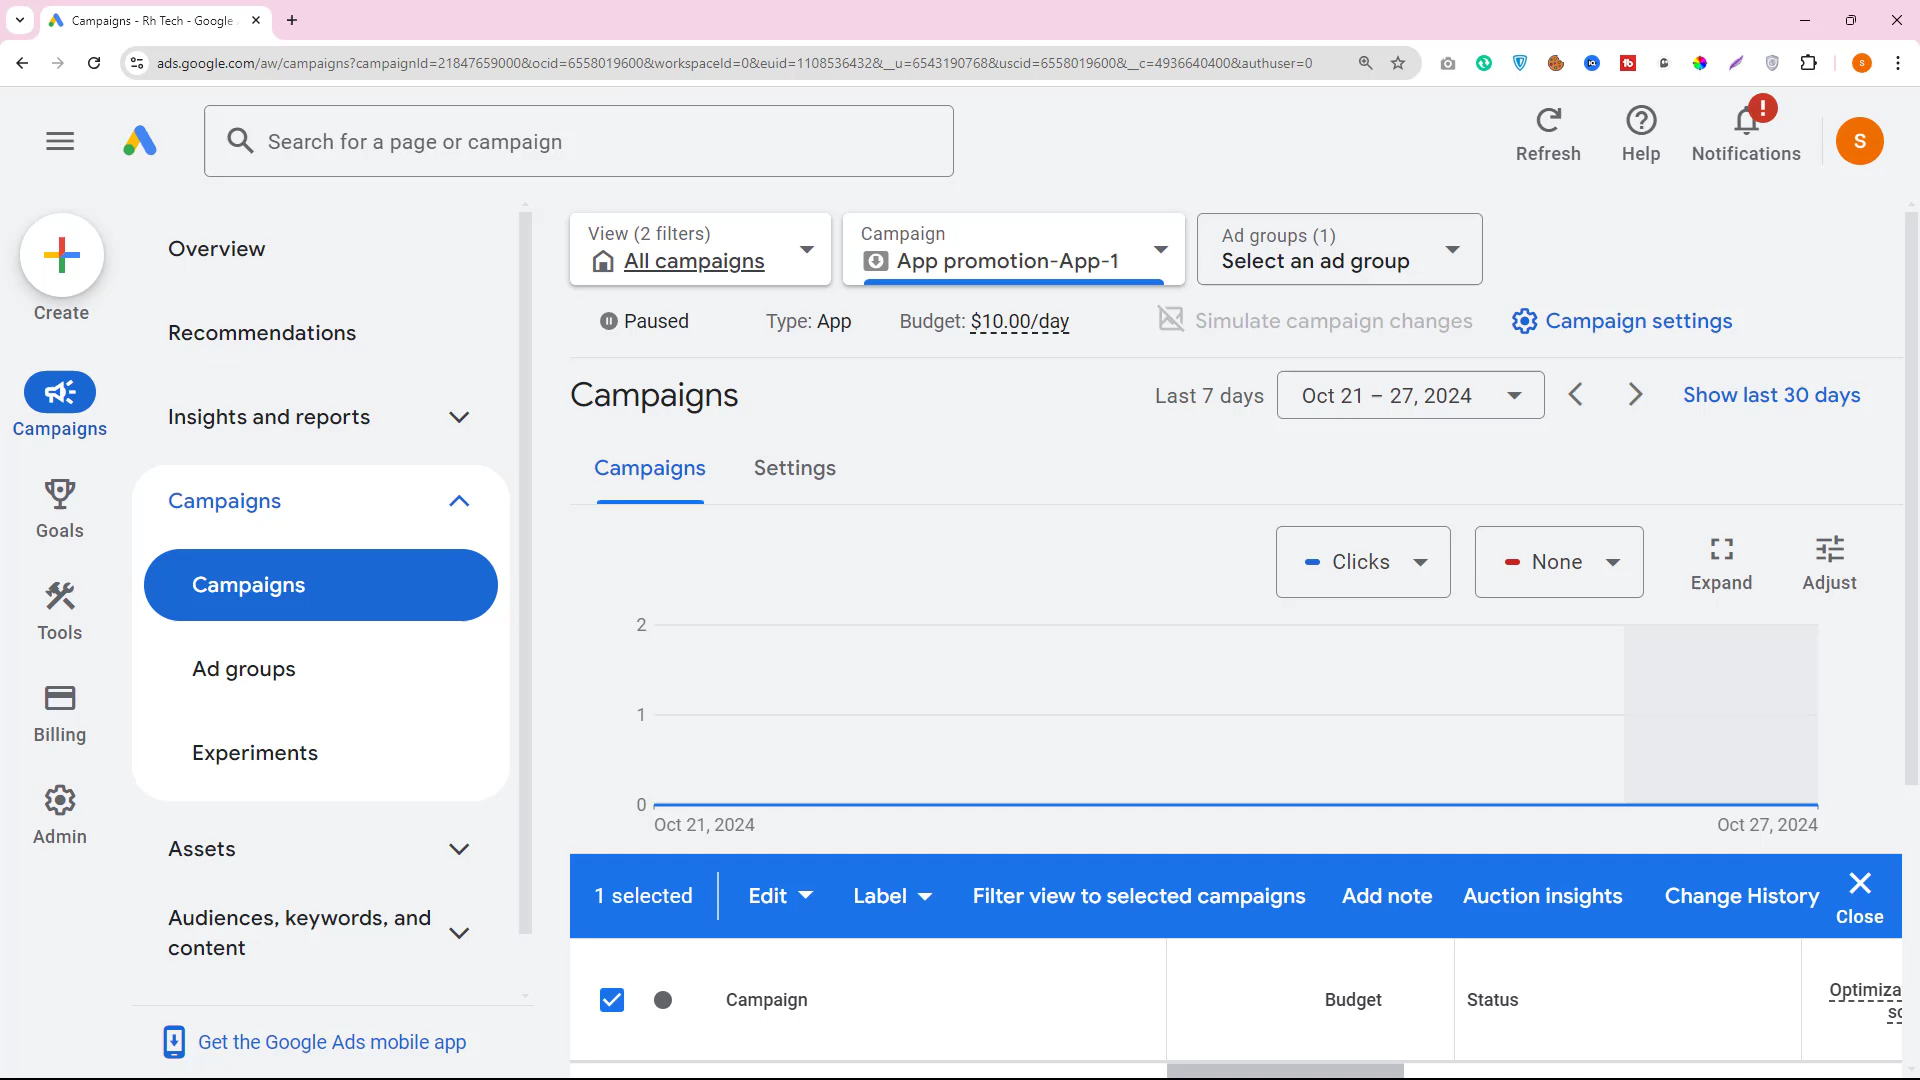 Campaigns - Rh Tech - Google
ads.google.com/aw/campaigns?campaignId=21847659000&ocid=6558019600&workspaceId=0&euid=1108536432&__u=6543190768&uscid=6558019600&__c=4936640400&authuser=0
Search for a page or campaign
Refresh
Help
Notifications
S
Create
Campaigns
Goals
Tools
Billing
Admin
Overview
Recommendations
Insights and reports
Campaigns
Campaigns
Ad groups
Experiments
Assets
Audiences, keywords, and
content
Get the Google Ads mobile app
View (2 filters)
All campaigns
Campaign
App promotion-App-1
Ad groups (1)
Select an ad group
Paused
Type: App
Budget: $10.00/day
Simulate campaign changes
Campaign settings
Campaigns
Last 7 days
Oct 21 – 27, 2024
Show last 30 days
Campaigns
Settings
Clicks
None
Expand
Adjust
2
1
0
Oct 21, 2024
Oct 27, 2024
1 selected
Edit
Label
Filter view to selected campaigns
Add note
Auction insights
Change History
Close
Campaign
Budget
Status
Optimiza
sc